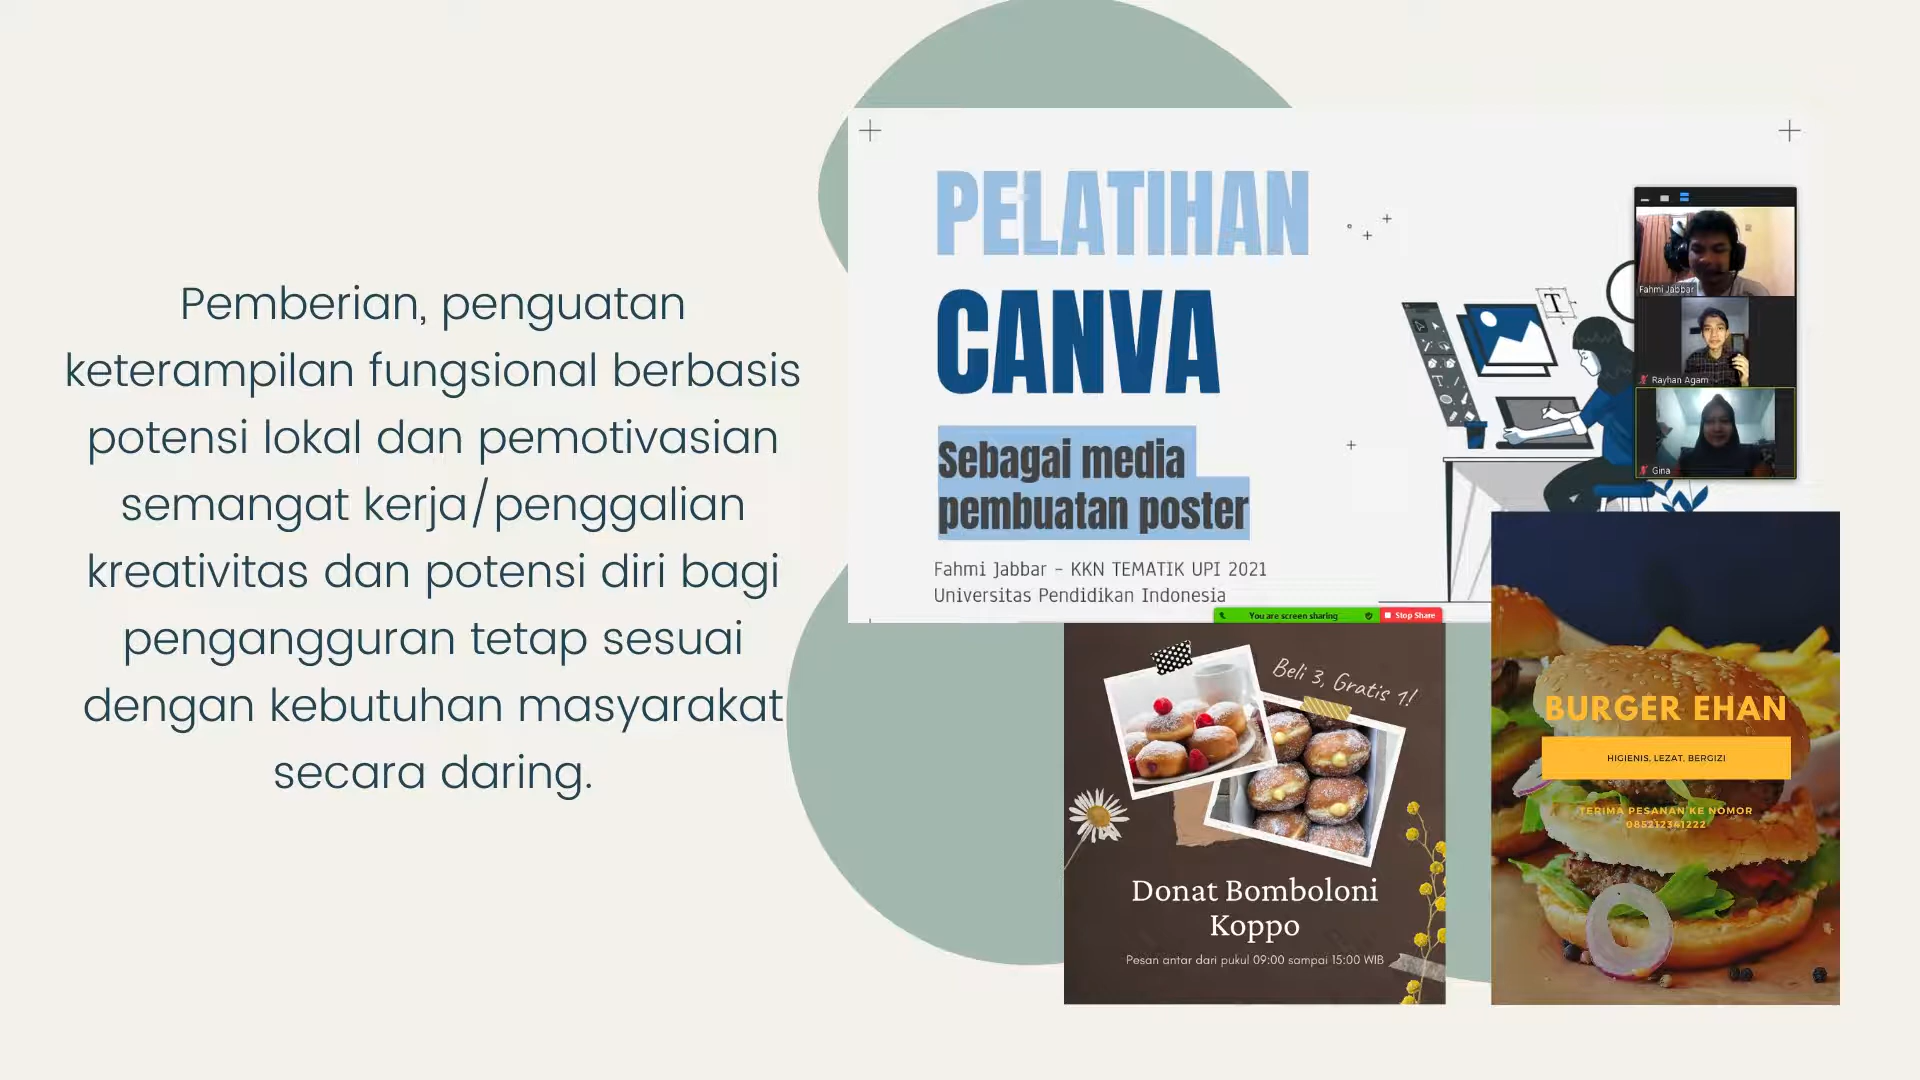 Pemberian, penguatan
keterampilan fungsional berbasis
potensi lokal dan pemotivasian
semangat kerja/penggalian
kreativitas dan potensi diri bagi
pengangguran tetap sesuai
dengan kebutuhan masyarakat
secara daring.
PELATIHAN
CANVA
Sebagai media
pembuatan poster
Fahmi Jabbar - KKN TEMATIK UPI 2021
Universitas Pendidikan Indonesia
T
Fahmi Jabbar
Rayhan Agam
Gina
You are screen sharing
Stop Share
Beli 3, Gratis 1!
Donat Bomboloni
Koppo
Pesan antar dari pukul 09:00 sampai 15:00 WIB
BURGER EHAN
HIGIENIS, LEZAT, BERGIZI
TERIMA PESANAN KE NOMOR
085212341222